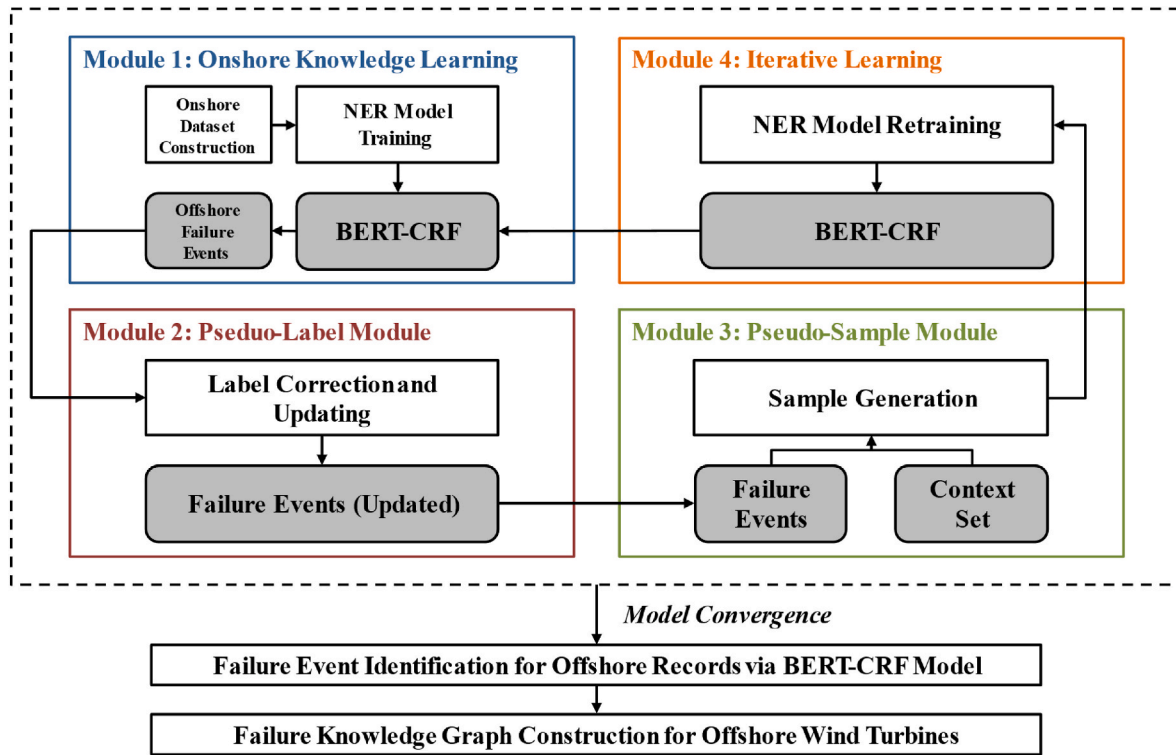 Module 1: Onshore Knowledge Learning
Onshore
Dataset
Construction
NER Model
Training
Offshore
Failure
Events
BERT-CRF
Module 4: Iterative Learning
NER Model Retraining
BERT-CRF
Module 2: Pseduo-Label Module
Label Correction and
Updating
Failure Events (Updated)
Module 3: Pseudo-Sample Module
Sample Generation
Failure
Events
Context
Set
Model Convergence
Failure Event Identification for Offshore Records via BERT-CRF Model
Failure Knowledge Graph Construction for Offshore Wind Turbines